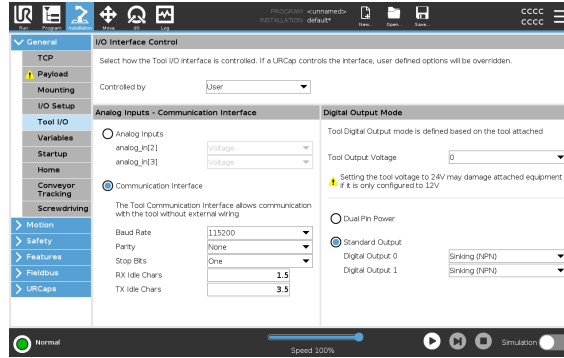 Run
Program
Installation
Move
I/O
Log
PROGRAM <unnamed>
INSTALLATION default*
New...
Open...
Save...
CCCC
CCCC
General
TCP
Payload
Mounting
I/O Setup
Tool I/O
Variables
Startup
Home
Conveyor
Tracking
Screwdriving
Motion
Safety
Features
Fieldbus
URCaps
I/O Interface Control
Select how the Tool I/O interface is controlled. If a URCap controls the interface, user defined options will be overridden.
Controlled by User
Analog Inputs - Communication Interface
Analog Inputs
analog_in[2] Voltage
analog_in[3] Voltage
Communication Interface
The Tool Communication Interface allows communication
with the tool without external wiring
Baud Rate 115200
Parity None
Stop Bits One
RX Idle Chars 1.5
TX Idle Chars 3.5
Digital Output Mode
Tool Digital Output mode is defined based on the tool attached
Tool Output Voltage 0
Setting the tool voltage to 24V may damage attached equipment
if it is only configured to 12V
Dual Pin Power
Standard Output
Digital Output 0 Sinking (NPN)
Digital Output 1 Sinking (NPN)
Normal
Speed 100%
Simulation